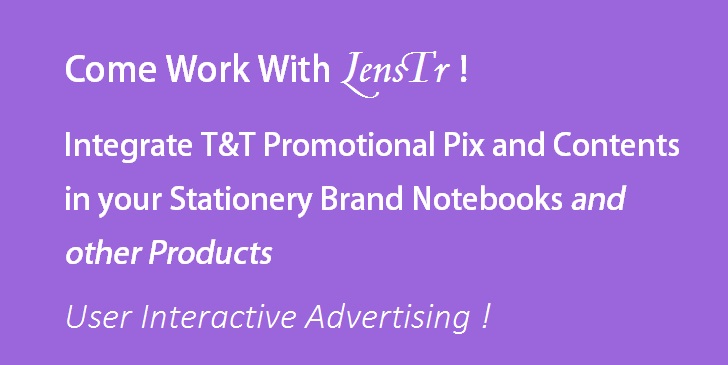 Come Work With LensTr !
Integrate T&T Promotional Pix and Contents
in your Stationery Brand Notebooks and
other Products
User Interactive Advertising !